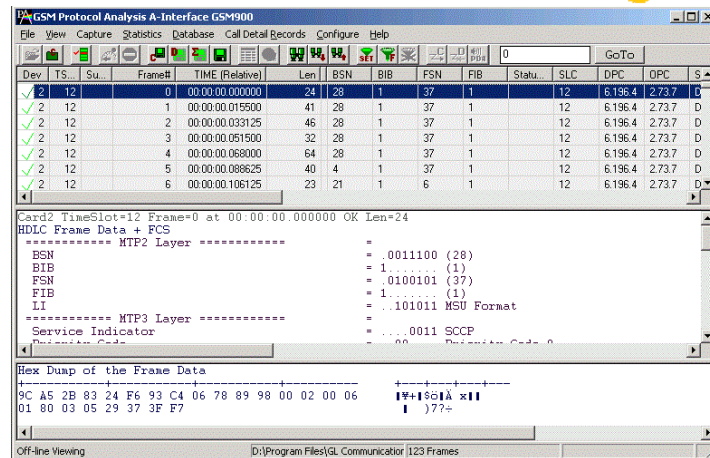 GSM Protocol Analysis A-Interface GSM900
File View Capture Statistics Database Call Detail Records Configure Help
0 GoTo
Dev TS... Su... Frame# TIME (Relative) Len BSN BIB FSN FIB Statu... SLC DPC OPC S
2 12 0 00:00:00.000000 24 28 1 37 1 12 6.196.4 2.73.7 D
2 12 1 00:00:00.015500 41 28 1 37 1 12 6.196.4 2.73.7 D
2 12 2 00:00:00.033125 46 28 1 37 1 12 6.196.4 2.73.7 D
2 12 3 00:00:00.051500 32 28 1 37 1 12 6.196.4 2.73.7 D
2 12 4 00:00:00.068000 64 28 1 37 1 12 6.196.4 2.73.7 D
2 12 5 00:00:00.088625 40 4 1 37 1 12 6.196.4 2.73.7 D
2 12 6 00:00:00.106125 23 21 1 6 1 12 6.196.4 2.73.7 D
Card2 TimeSlot=12 Frame=0 at 00:00:00.000000 OK Len=24
HDLC Frame Data + FCS
============ MTP2 Layer ============ =
BSN = .0011100 (28)
BIB = 1....... (1)
FSN = .0100101 (37)
FIB = 1....... (1)
LI = ..101011 MSU Format
============ MTP3 Layer ============ =
Service Indicator = ....0011 SCCP
Hex Dump of the Frame Data
9C A5 2B 83 24 F6 93 C4 06 78 89 98 00 02 00 06
01 80 03 05 29 37 3F F7 )7?÷
Off-line Viewing D:\Program Files\GL Communication 123 Frames